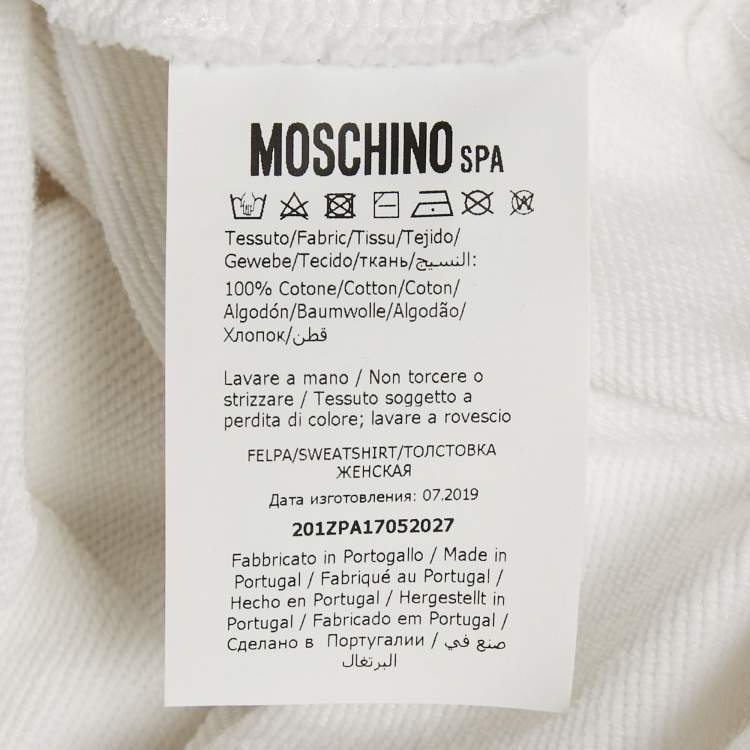 MOSCHINO SPA
Tessuto/Fabric/Tissu/Tejido/
Gewebe/Tecido/ткань/النسيج:
100% Cotone/Cotton/Coton/
Algodón/Baumwolle/Algodão/
Хлопок/قطن
Lavare a mano / Non torcere o
strizzare / Tessuto soggetto a
perdita di colore; lavare a rovescio
FELPA/SWEATSHIRT/ТОЛСТОВКА
ЖЕНСКАЯ
Дата изготовления: 07.2019
201ZPA17052027
Fabbricato in Portogallo / Made in
Portugal / Fabriqué au Portugal /
Hecho en Portugal / Hergestellt in
Portugal / Fabricado em Portugal /
Сделано в Португалии / صنع في
البرتغال